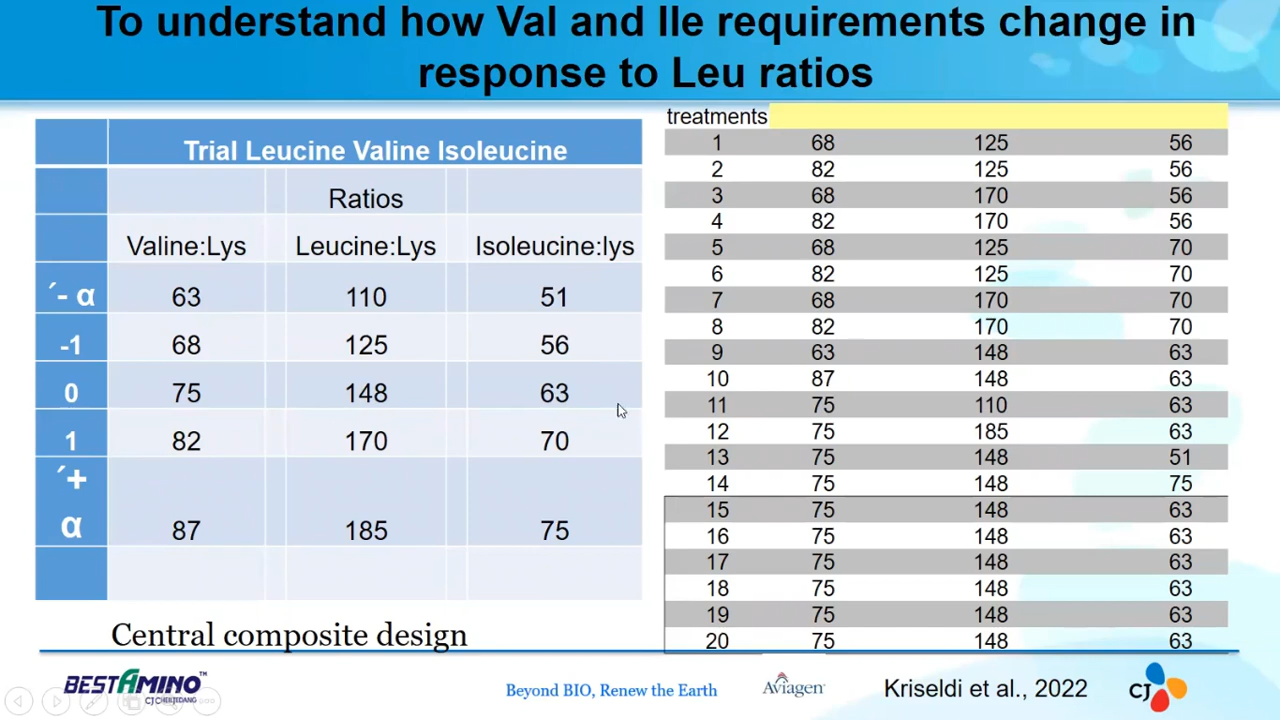 To understand how Val and Ile requirements change in
response to Leu ratios
Trial Leucine Valine Isoleucine
Ratios
Valine:Lys Leucine:Lys Isoleucine:lys
´- α 63 110 51
-1 68 125 56
0 75 148 63
1 82 170 70
´+
α 87 185 75
Central composite design
treatments
1 68 125 56
2 82 125 56
3 68 170 56
4 82 170 56
5 68 125 70
6 82 125 70
7 68 170 70
8 82 170 70
9 63 148 63
10 87 148 63
11 75 110 63
12 75 185 63
13 75 148 51
14 75 148 75
15 75 148 63
16 75 148 63
17 75 148 63
18 75 148 63
19 75 148 63
20 75 148 63
BESTAMINO™
CJ CHEILJEDANG
Beyond BIO, Renew the Earth
Aviagen
Kriseldi et al., 2022
CJ